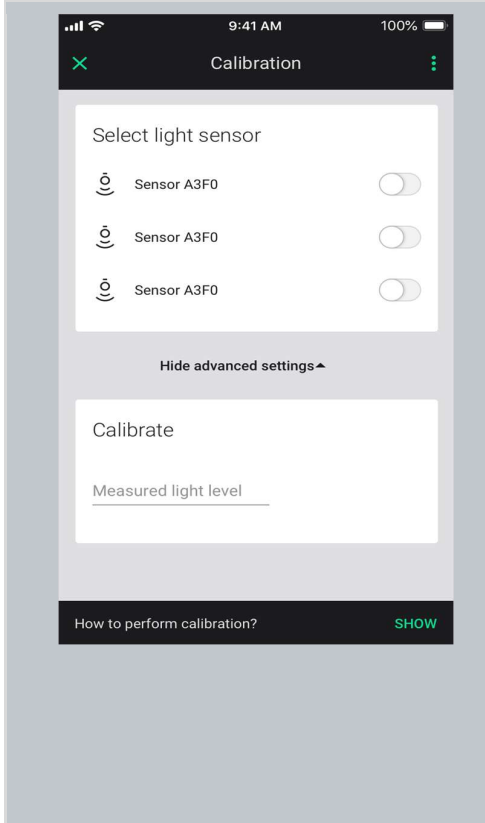 9:41 AM 100%
Calibration
Select light sensor
Sensor A3F0
Sensor A3F0
Sensor A3F0
Hide advanced settings
Calibrate
Measured light level
How to perform calibration? SHOW